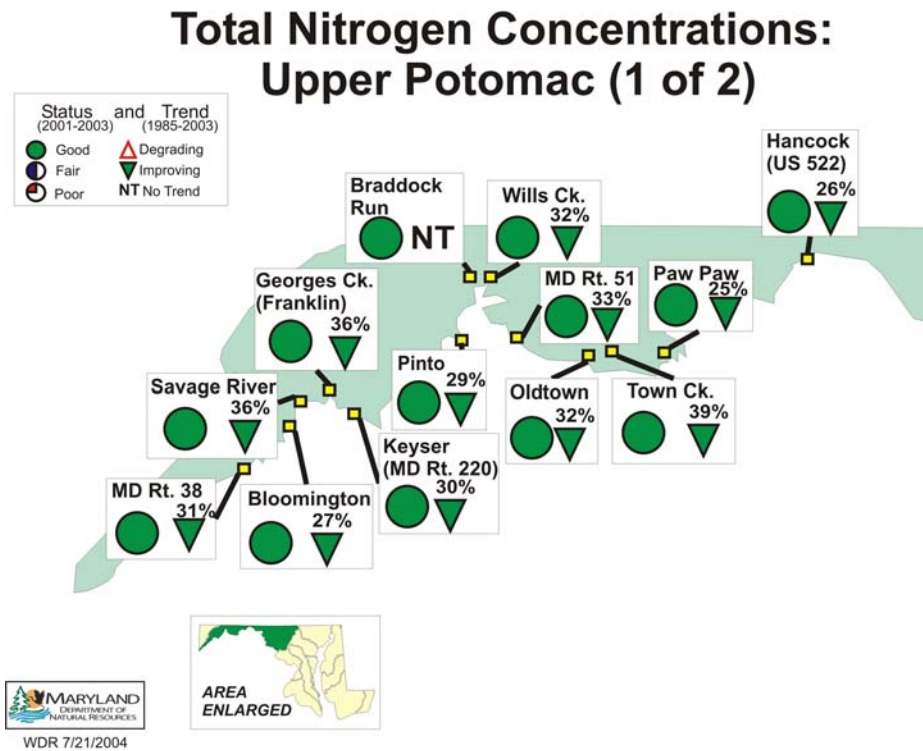 Total Nitrogen Concentrations:
Upper Potomac (1 of 2)
Status and Trend
(2001-2003) (1985-2003)
Good Degrading
Fair Improving
Poor NT No Trend
Hancock
(US 522)
26%
Braddock
Run
NT
Wills Ck.
32%
Georges Ck.
(Franklin)
36%
MD Rt. 51
33%
Paw Paw
25%
Savage River
36%
Pinto
29%
Oldtown
32%
Town Ck.
39%
Keyser
(MD Rt. 220)
30%
MD Rt. 38
31%
Bloomington
27%
AREA
ENLARGED
MARYLAND
DEPARTMENT OF
NATURAL RESOURCES
WDR 7/21/2004